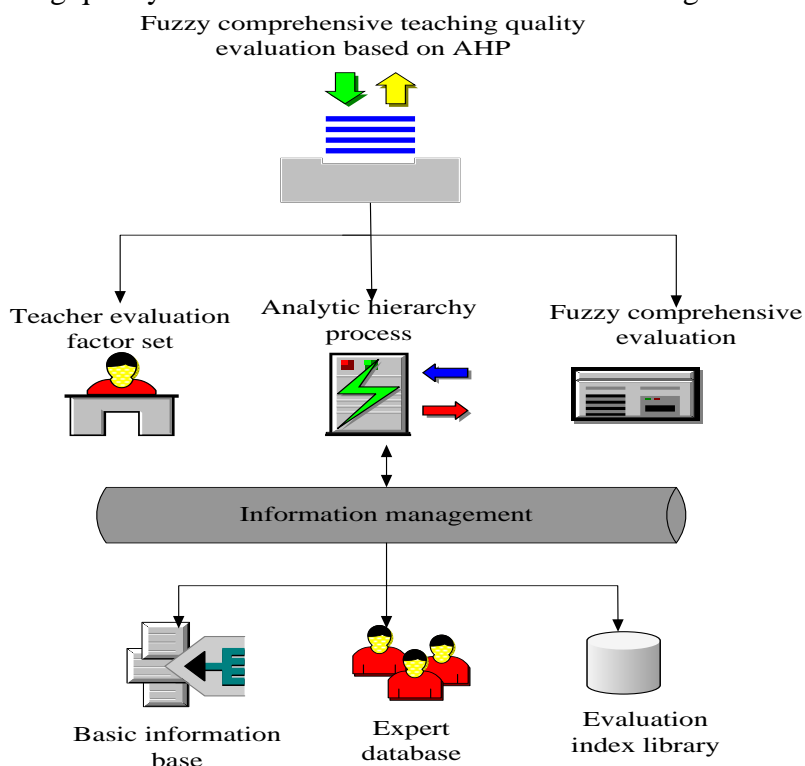 Fuzzy comprehensive teaching quality
evaluation based on AHP
Teacher evaluation
factor set
Analytic hierarchy
process
Fuzzy comprehensive
evaluation
Information management
Basic information
base
Expert
database
Evaluation
index library